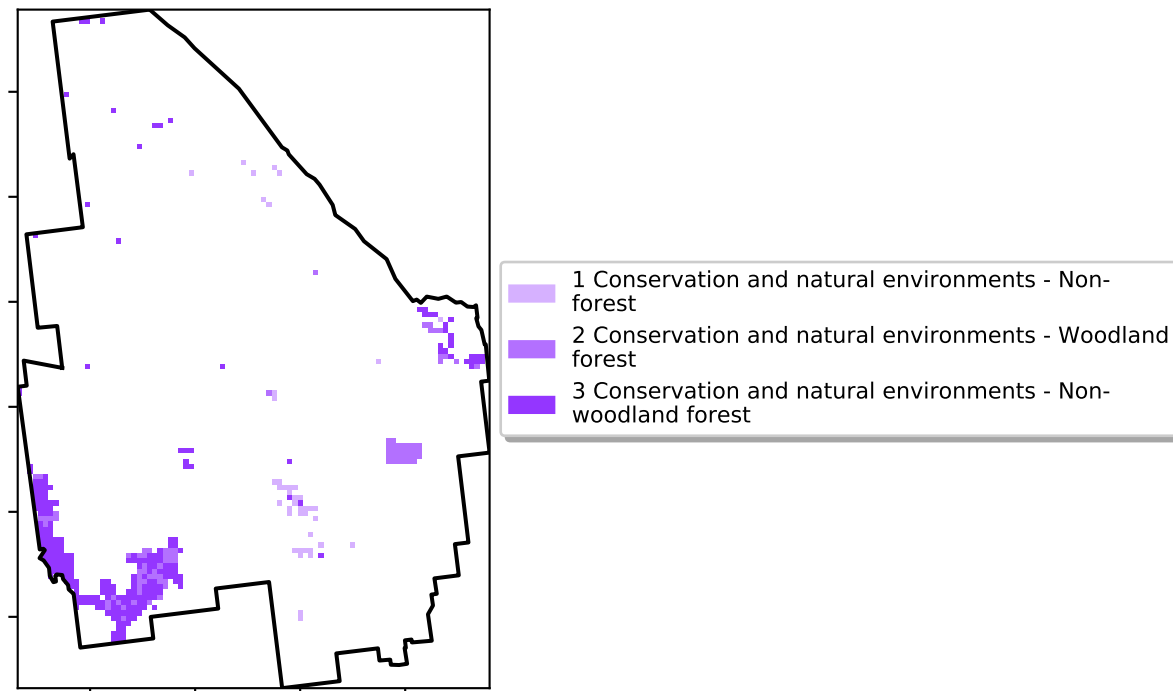 1 Conservation and natural environments - Non-
forest
2 Conservation and natural environments - Woodland
forest
3 Conservation and natural environments - Non-
woodland forest